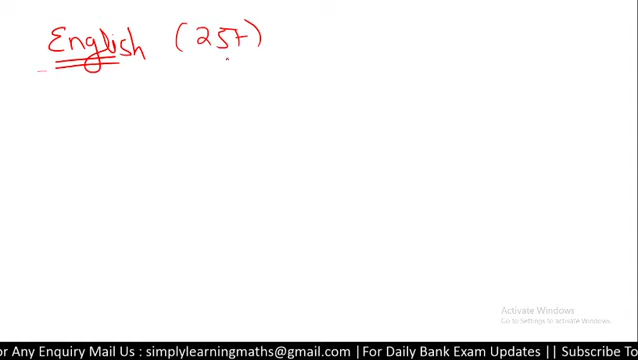 English (257)
Activate Windows
Go to Settings to activate Windows.
or Any Enquiry Mail Us : simplylearningmaths@gmail.com |For Daily Bank Exam Updates || Subscribe To